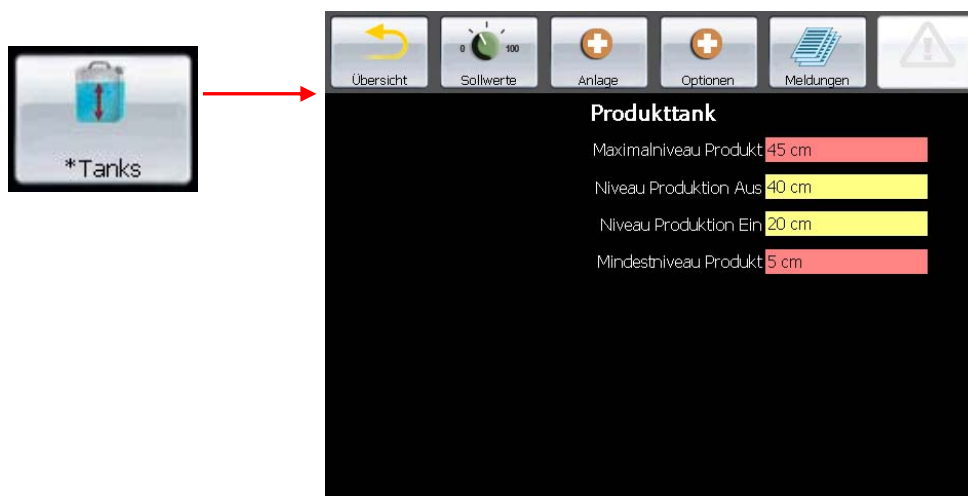 *Tanks
0 100
Übersicht Sollwerte Anlage Optionen Meldungen
Produkttank
Maximalniveau Produkt 45 cm
Niveau Produktion Aus 40 cm
Niveau Produktion Ein 20 cm
Mindestniveau Produkt 5 cm